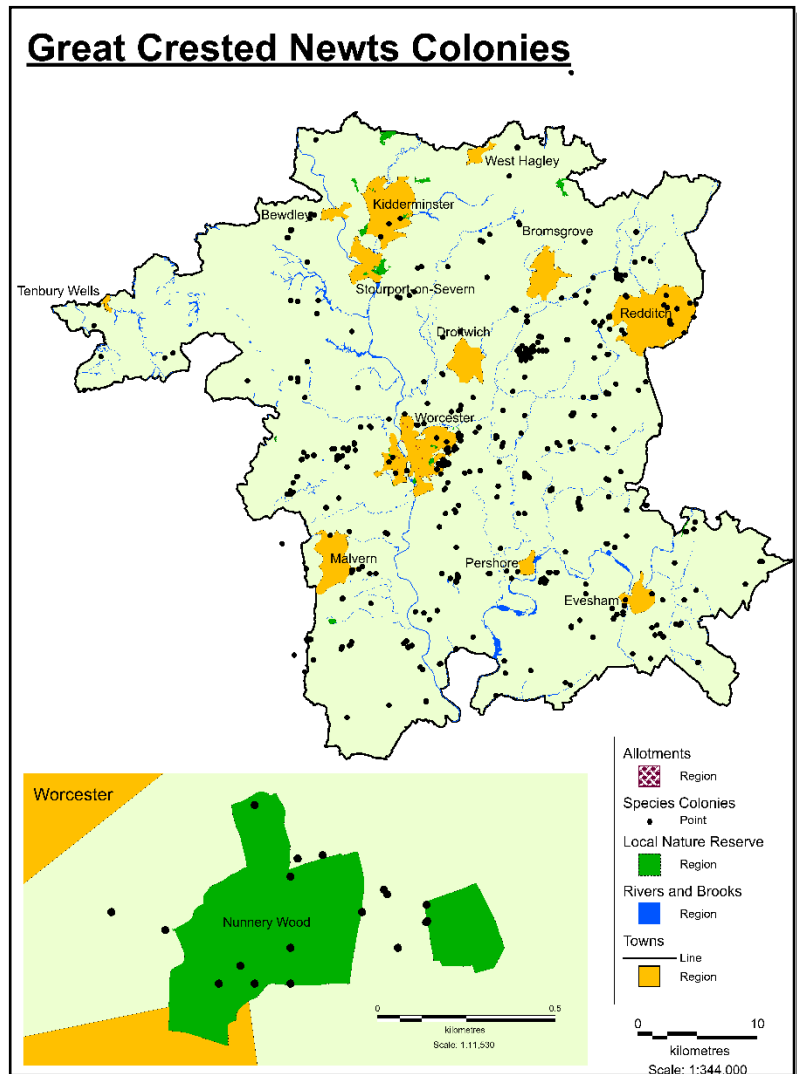 Great Crested Newts Colonies
West Hagley
Kidderminster
Bewdley
Bromsgrove
Tenbury Wells
Stourport-on-Severn
Redditch
Droitwich
Worcester
Malvern
Pershore
Evesham
Allotments
Region
Species Colonies
Point
Local Nature Reserve
Region
Rivers and Brooks
Region
Towns
Line
Region
0 10
kilometres
Scale: 1:344,000
Worcester
Nunnery Wood
0 0.5
kilometres
Scale: 1:11,530